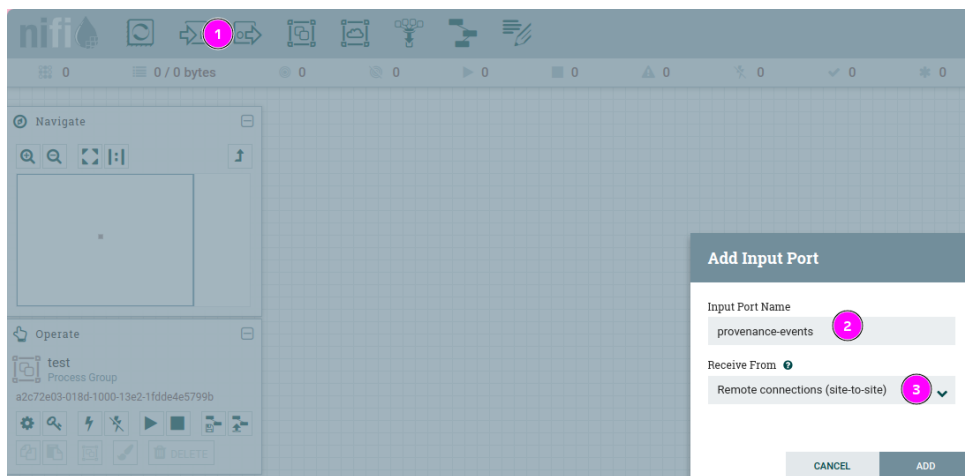 nifi
1
0
0 / 0 bytes
0
0
0
0
0
0
0
0
Navigate
Add Input Port
Input Port Name
provenance-events
2
Operate
test
Process Group
Receive From
Remote connections (site-to-site)
3
a2c72e03-018d-1000-13e2-1fdde4e5799b
DELETE
CANCEL
ADD